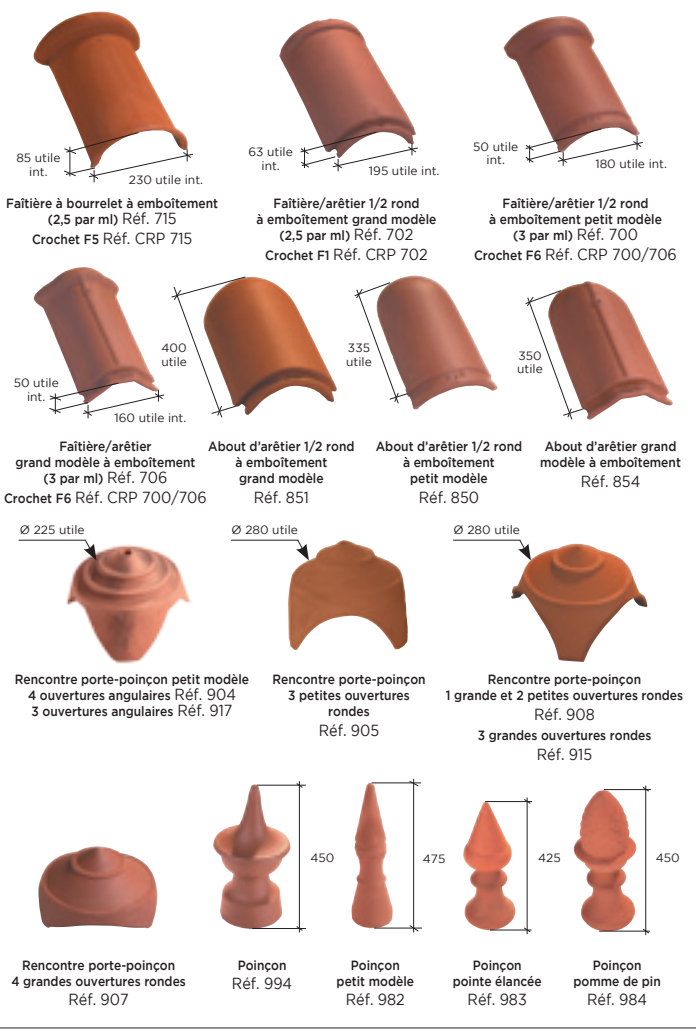 85 utile
int.
230 utile int.
63 utile
int.
195 utile int.
50 utile
int.
180 utile int.
Faîtière à bourrelet à emboîtement
(2,5 par ml) Réf. 715
Crochet F5 Réf. CRP 715
Faîtière/arêtier 1/2 rond
à emboîtement grand modèle
(2,5 par ml) Réf. 702
Crochet F1 Réf. CRP 702
Faîtière/arêtier 1/2 rond
à emboîtement petit modèle
(3 par ml) Réf. 700
Crochet F6 Réf. CRP 700/706
50 utile
int.
160 utile int.
400
utile
335
utile
350
utile
Faîtière/arêtier
grand modèle à emboîtement
(3 par ml) Réf. 706
Crochet F6 Réf. CRP 700/706
About d'arêtier 1/2 rond
à emboîtement
grand modèle
Réf. 851
About d'arêtier 1/2 rond
à emboîtement
petit modèle
Réf. 850
About d'arêtier grand
modèle à emboîtement
Réf. 854
Ø 225 utile
Ø 280 utile
Ø 280 utile
Rencontre porte-poinçon petit modèle
4 ouvertures angulaires Réf. 904
3 ouvertures angulaires Réf. 917
Rencontre porte-poinçon
3 petites ouvertures
rondes
Réf. 905
Rencontre porte-poinçon
1 grande et 2 petites ouvertures rondes
Réf. 908
3 grandes ouvertures rondes
Réf. 915
450
475
425
450
Rencontre porte-poinçon
4 grandes ouvertures rondes
Réf. 907
Poinçon
Réf. 994
Poinçon
petit modèle
Réf. 982
Poinçon
pointe élancée
Réf. 983
Poinçon
pomme de pin
Réf. 984